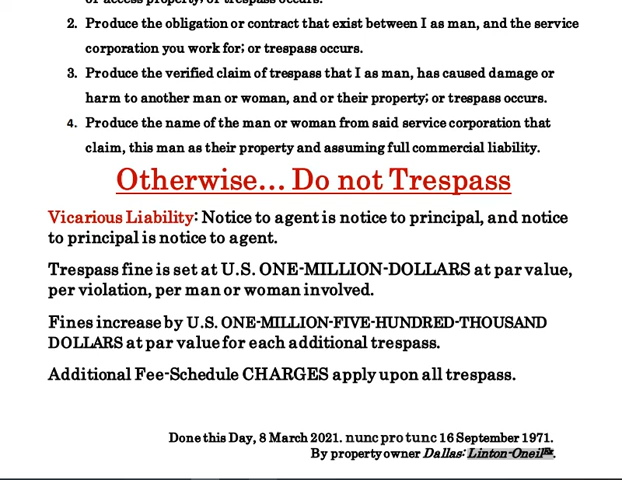 or access property; or trespass occurs.
2. Produce the obligation or contract that exist between I as man, and the service
corporation you work for; or trespass occurs.
3. Produce the verified claim of trespass that I as man, has caused damage or
harm to another man or woman, and or their property; or trespass occurs.
4. Produce the name of the man or woman from said service corporation that
claim, this man as their property and assuming full commercial liability.
Otherwise... Do not Trespass
Vicarious Liability: Notice to agent is notice to principal, and notice
to principal is notice to agent.
Trespass fine is set at U.S. ONE-MILLION-DOLLARS at par value,
per violation, per man or woman involved.
Fines increase by U.S. ONE-MILLION-FIVE-HUNDRED-THOUSAND
DOLLARS at par value for each additional trespass.
Additional Fee-Schedule CHARGES apply upon all trespass.
Done this Day, 8 March 2021. nunc pro tunc 16 September 1971.
By property owner Dallas: Linton-Oneil